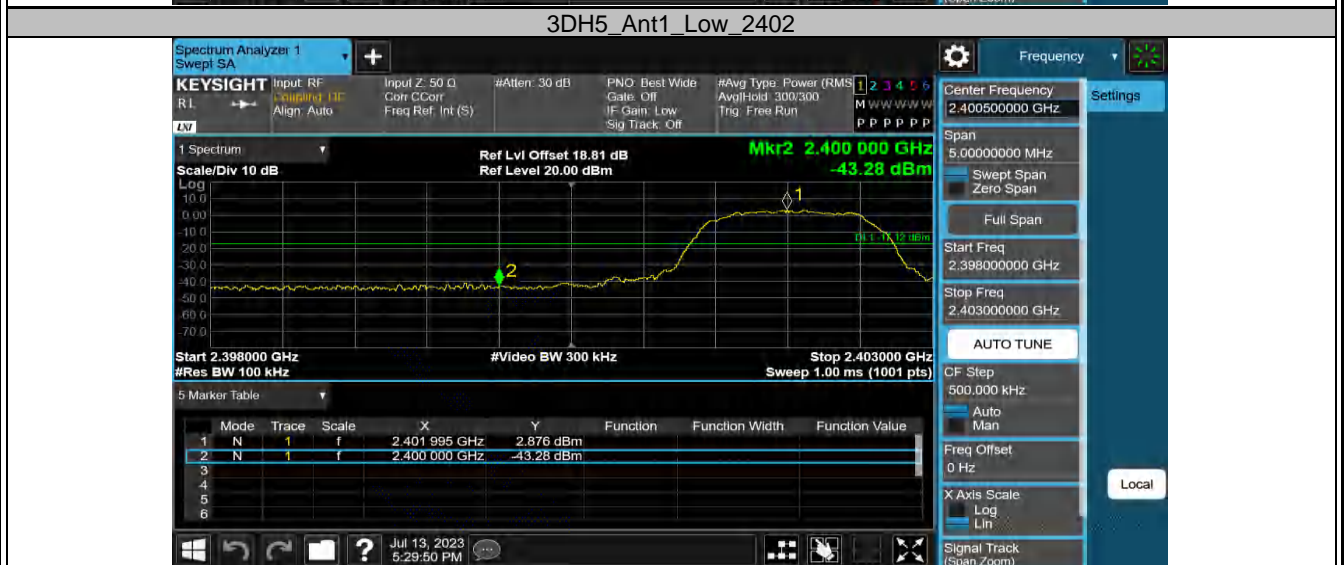 3DH5_Ant1_Low_2402
Spectrum Analyzer 1
Swept SA
Frequency
KEYSIGHT
RL
LXI
Input: RF
Align: Auto
Input Z: 50 Ω
Corr CCorr
Freq Ref: Int (S)
#Atten: 30 dB
PNO: Best Wide
Gate: Off
IF Gain: Low
Sig Track: Off
#Avg Type: Power (RMS
Avg|Hold: 300/300
Trig: Free Run
1 2 3 4 5 6
M W W W W W
P P P P P P
Center Frequency
2.400500000 GHz
Settings
1 Spectrum
Scale/Div 10 dB
Ref Lvl Offset 18.81 dB
Ref Level 20.00 dBm
Mkr2 2.400 000 GHz
-43.28 dBm
Span
5.00000000 MHz
Swept Span
Zero Span
Full Span
Start Freq
2.398000000 GHz
Stop Freq
2.403000000 GHz
AUTO TUNE
CF Step
500.000 kHz
Auto
Man
Freq Offset
0 Hz
X Axis Scale
Log
Lin
Signal Track
(Span Zoom)
Local
Log
10.0
0.00
-10.0
-20.0
-30.0
-40.0
-50.0
-60.0
-70.0
1
2
DL1 -17.12 dBm
Start 2.398000 GHz
#Video BW 300 kHz
Stop 2.403000 GHz
#Res BW 100 kHz
Sweep 1.00 ms (1001 pts)
5 Marker Table
Mode Trace Scale X Y Function Function Width Function Value
1 N 1 f 2.401 995 GHz 2.876 dBm
2 N 1 f 2.400 000 GHz -43.28 dBm
3
4
5
6
?
Jul 13, 2023
5:29:50 PM